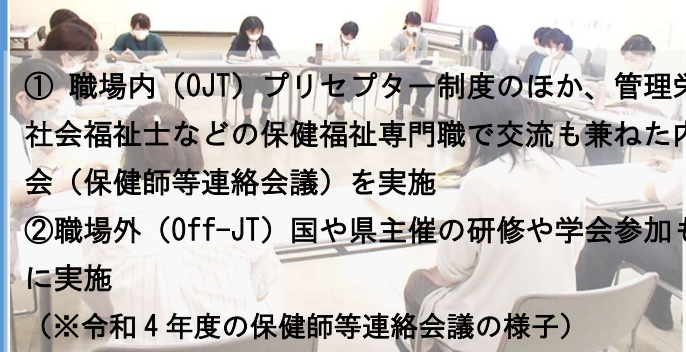 ① 職場内（OJT）プリセプター制度のほか、管理栄
社会福祉士などの保健福祉専門職で交流も兼ねた内
会（保健師等連絡会議）を実施
②職場外（Off-JT）国や県主催の研修や学会参加も
に実施
（※令和４年度の保健師等連絡会議の様子）